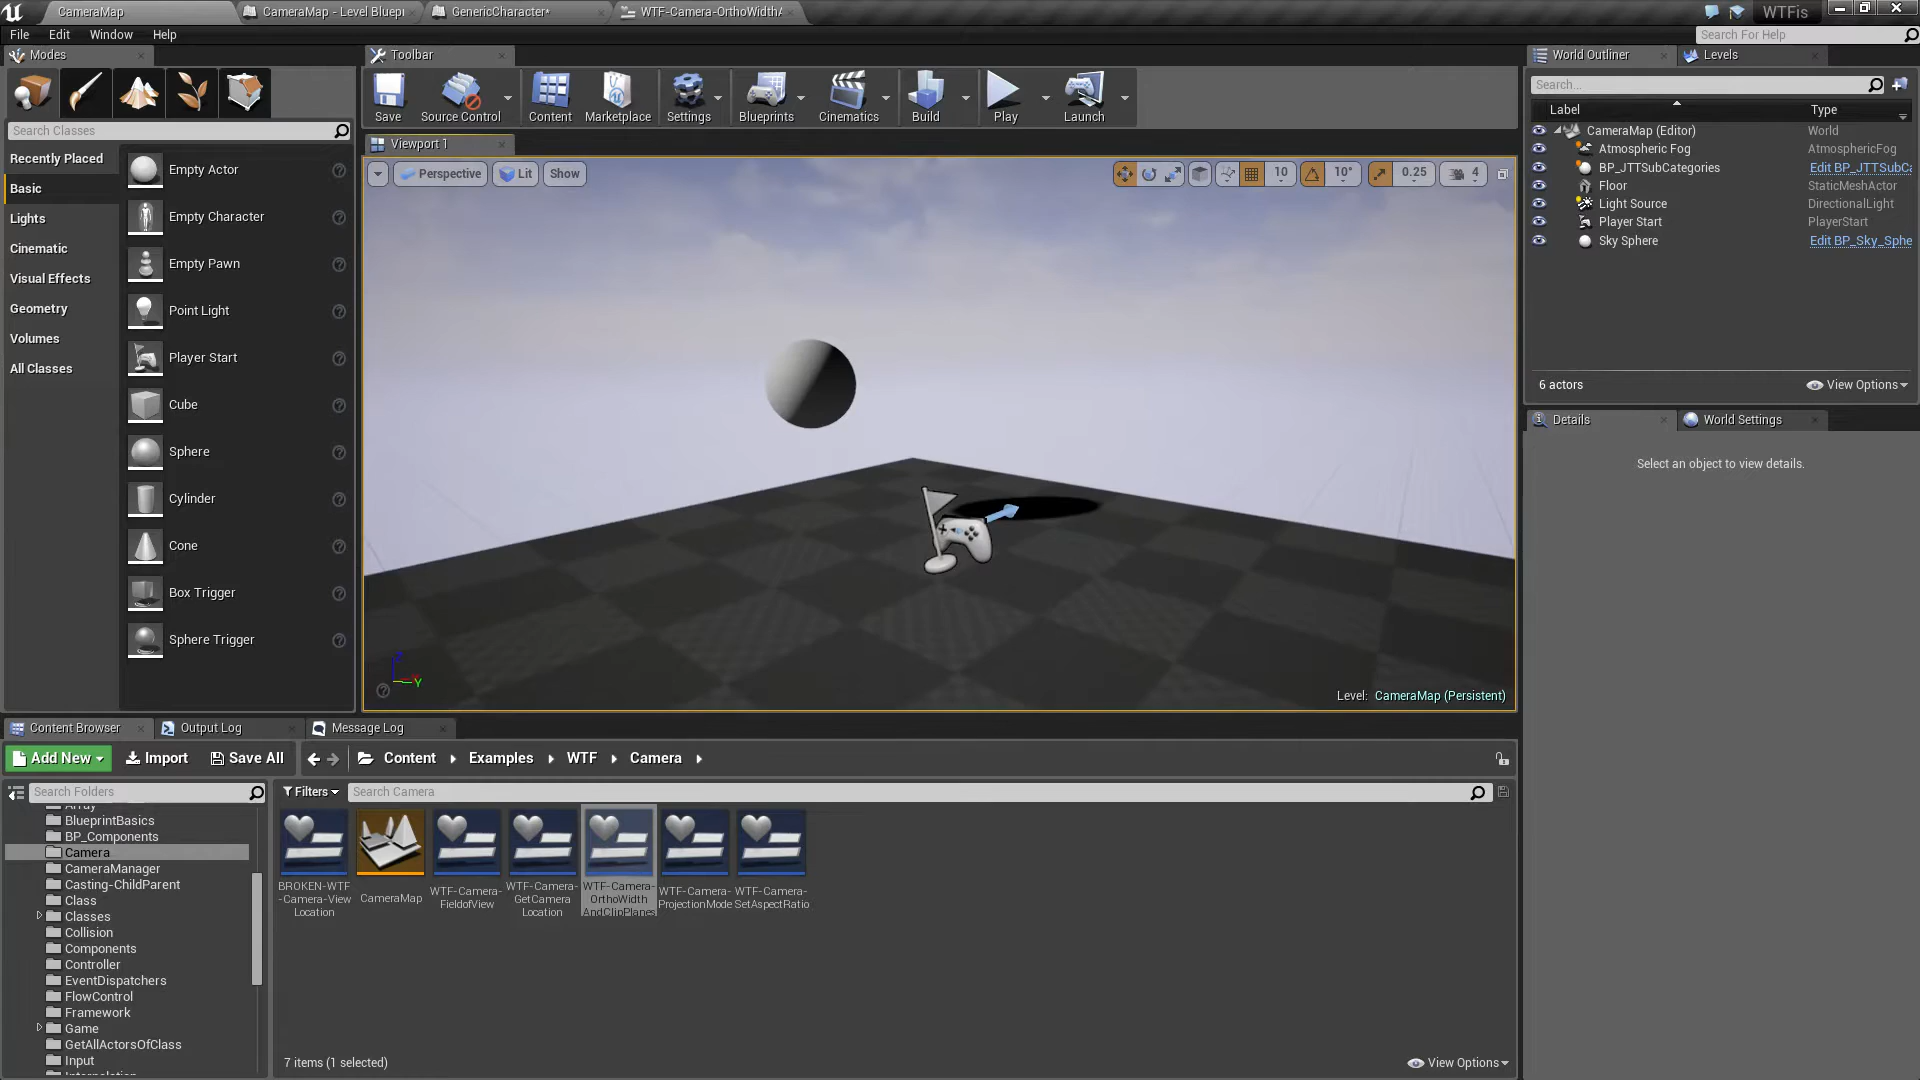 CameraMap
CameraMap - Level Bluepr
GenericCharacter*
WTF-Camera-OrthoWidthA
WTFis
File Edit Window Help
Search For Help
Modes
Toolbar
World Outliner
Levels
Save
Source Control
Content
Marketplace
Settings
Blueprints
Cinematics
Build
Play
Launch
Search...
Label Type
CameraMap (Editor) World
Atmospheric Fog AtmosphericFog
BP_JTTSubCategories Edit BP_JTTSubCa
Floor StaticMeshActor
Light Source DirectionalLight
Player Start PlayerStart
Sky Sphere Edit BP_Sky_Sphe
6 actors
View Options
Details
World Settings
Select an object to view details.
Search Classes
Recently Placed
Basic
Lights
Cinematic
Visual Effects
Geometry
Volumes
All Classes
Empty Actor
Empty Character
Empty Pawn
Point Light
Player Start
Cube
Sphere
Cylinder
Cone
Box Trigger
Sphere Trigger
Viewport 1
Perspective
Lit
Show
10
10°
0.25
4
Z
Y
Level: CameraMap (Persistent)
Content Browser
Output Log
Message Log
Add New
Import
Save All
Content
Examples
WTF
Camera
Search Folders
Filters
Search Camera
Array
BlueprintBasics
BP_Components
Camera
CameraManager
Casting-ChildParent
Class
Classes
Collision
Components
Controller
EventDispatchers
FlowControl
Framework
Game
GetAllActorsOfClass
Input
BROKEN-WTF
-Camera-View
Location
CameraMap
WTF-Camera-
FieldofView
WTF-Camera-
GetCamera
Location
WTF-Camera-
OrthoWidth
AndClipPlanes
WTF-Camera-
ProjectionMode
WTF-Camera-
SetAspectRatio
7 items (1 selected)
View Options